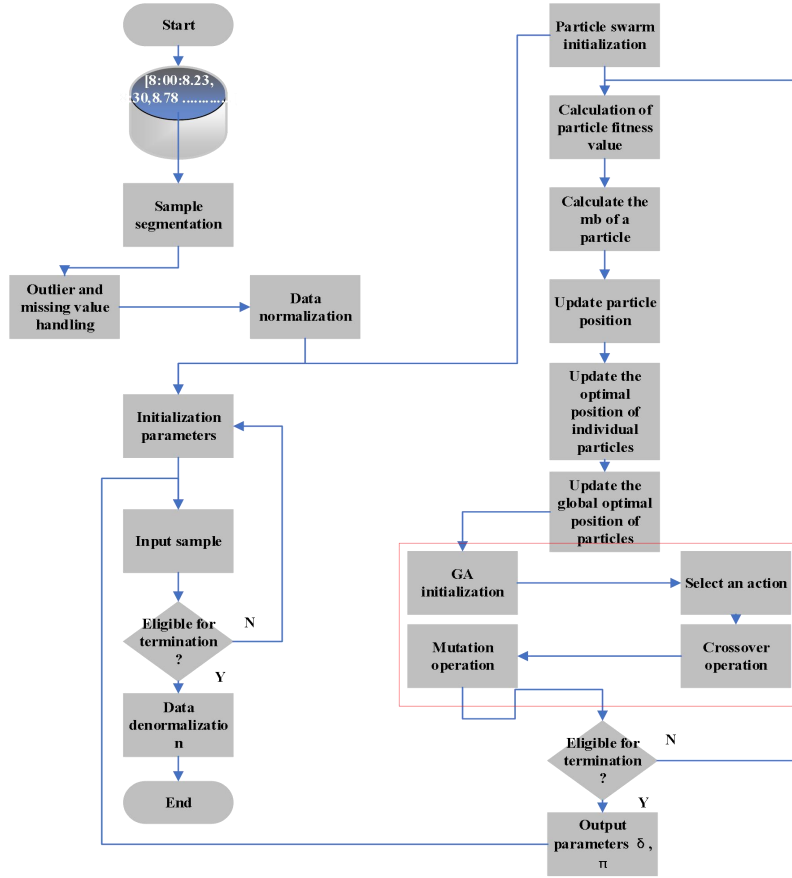 Start
[8:00:8.23,
:30,8.78 ...........
Sample
segmentation
Outlier and
missing value
handling
Data
normalization
Initialization
parameters
Input sample
Eligible for
termination
?
N
Y
Data
denormalizatio
n
End
Particle swarm
initialization
Calculation of
particle fitness
value
Calculate the
mb of a
particle
Update particle
position
Update the
optimal
position of
individual
particles
Update the
global optimal
position of
particles
GA
initialization
Select an action
Crossover
operation
Mutation
operation
Eligible for
termination
?
N
Y
Output
parameters δ,
π